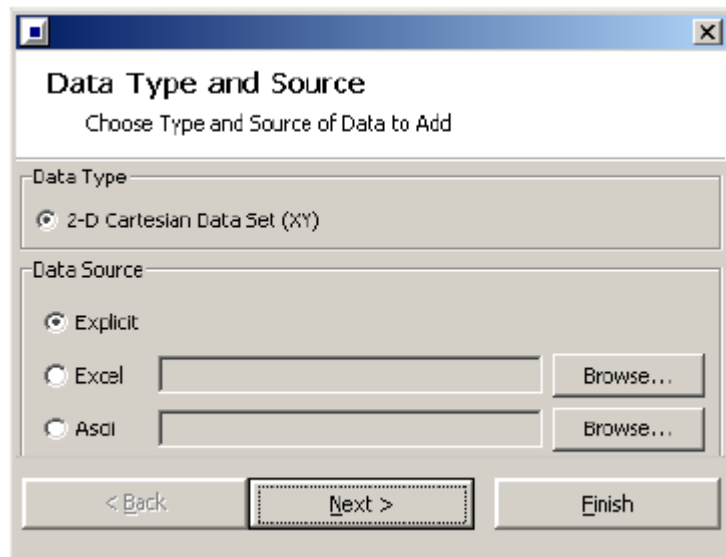 Data Type and Source
Choose Type and Source of Data to Add
Data Type
2-D Cartesian Data Set (XY)
Data Source
Explicit
Excel Browse...
Ascii Browse...
< Back Next > Finish